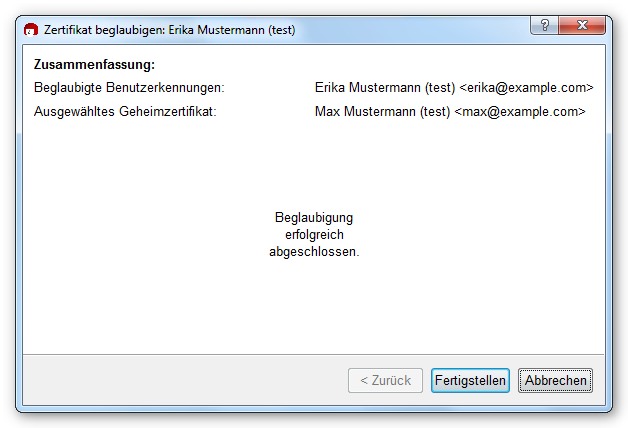 Zertifikat beglaubigen: Erika Mustermann (test)
?
Zusammenfassung:
Beglaubigte Benutzerkennungen: Erika Mustermann (test) <erika@example.com>
Ausgewähltes Geheimzertifikat: Max Mustermann (test) <max@example.com>
Beglaubigung
erfolgreich
abgeschlossen.
< Zurück Fertigstellen Abbrechen